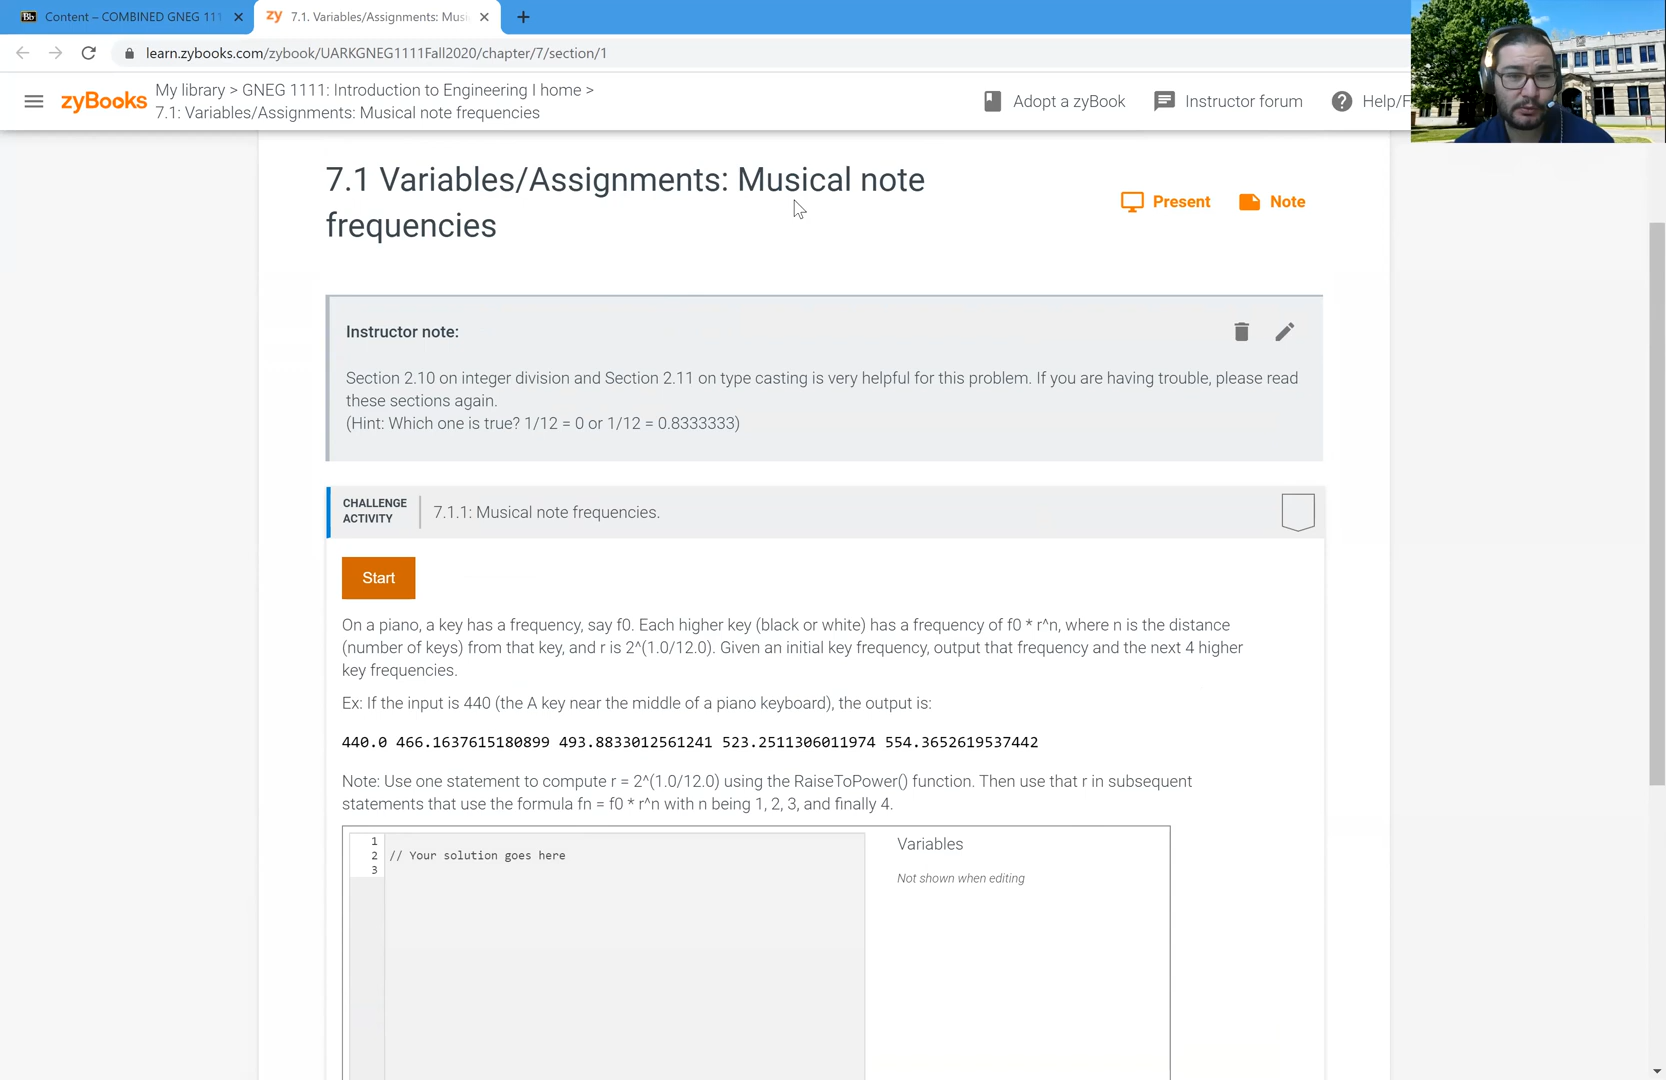 Content – COMBINED GNEG 111
7.1. Variables/Assignments: Musi
learn.zybooks.com/zybook/UARKGNEG1111Fall2020/chapter/7/section/1
zyBooks
My library > GNEG 1111: Introduction to Engineering I home >
7.1: Variables/Assignments: Musical note frequencies
Adopt a zyBook
Instructor forum
Help/F
7.1 Variables/Assignments: Musical note
frequencies
Present
Note
Instructor note:
Section 2.10 on integer division and Section 2.11 on type casting is very helpful for this problem. If you are having trouble, please read
these sections again.
(Hint: Which one is true? 1/12 = 0 or 1/12 = 0.8333333)
CHALLENGE
ACTIVITY
7.1.1: Musical note frequencies.
Start
On a piano, a key has a frequency, say f0. Each higher key (black or white) has a frequency of f0 * r^n, where n is the distance
(number of keys) from that key, and r is 2^(1.0/12.0). Given an initial key frequency, output that frequency and the next 4 higher
key frequencies.
Ex: If the input is 440 (the A key near the middle of a piano keyboard), the output is:
440.0 466.1637615180899 493.8833012561241 523.2511306011974 554.3652619537442
Note: Use one statement to compute r = 2^(1.0/12.0) using the RaiseToPower() function. Then use that r in subsequent
statements that use the formula fn = f0 * r^n with n being 1, 2, 3, and finally 4.
1
2 // Your solution goes here
3
Variables
Not shown when editing